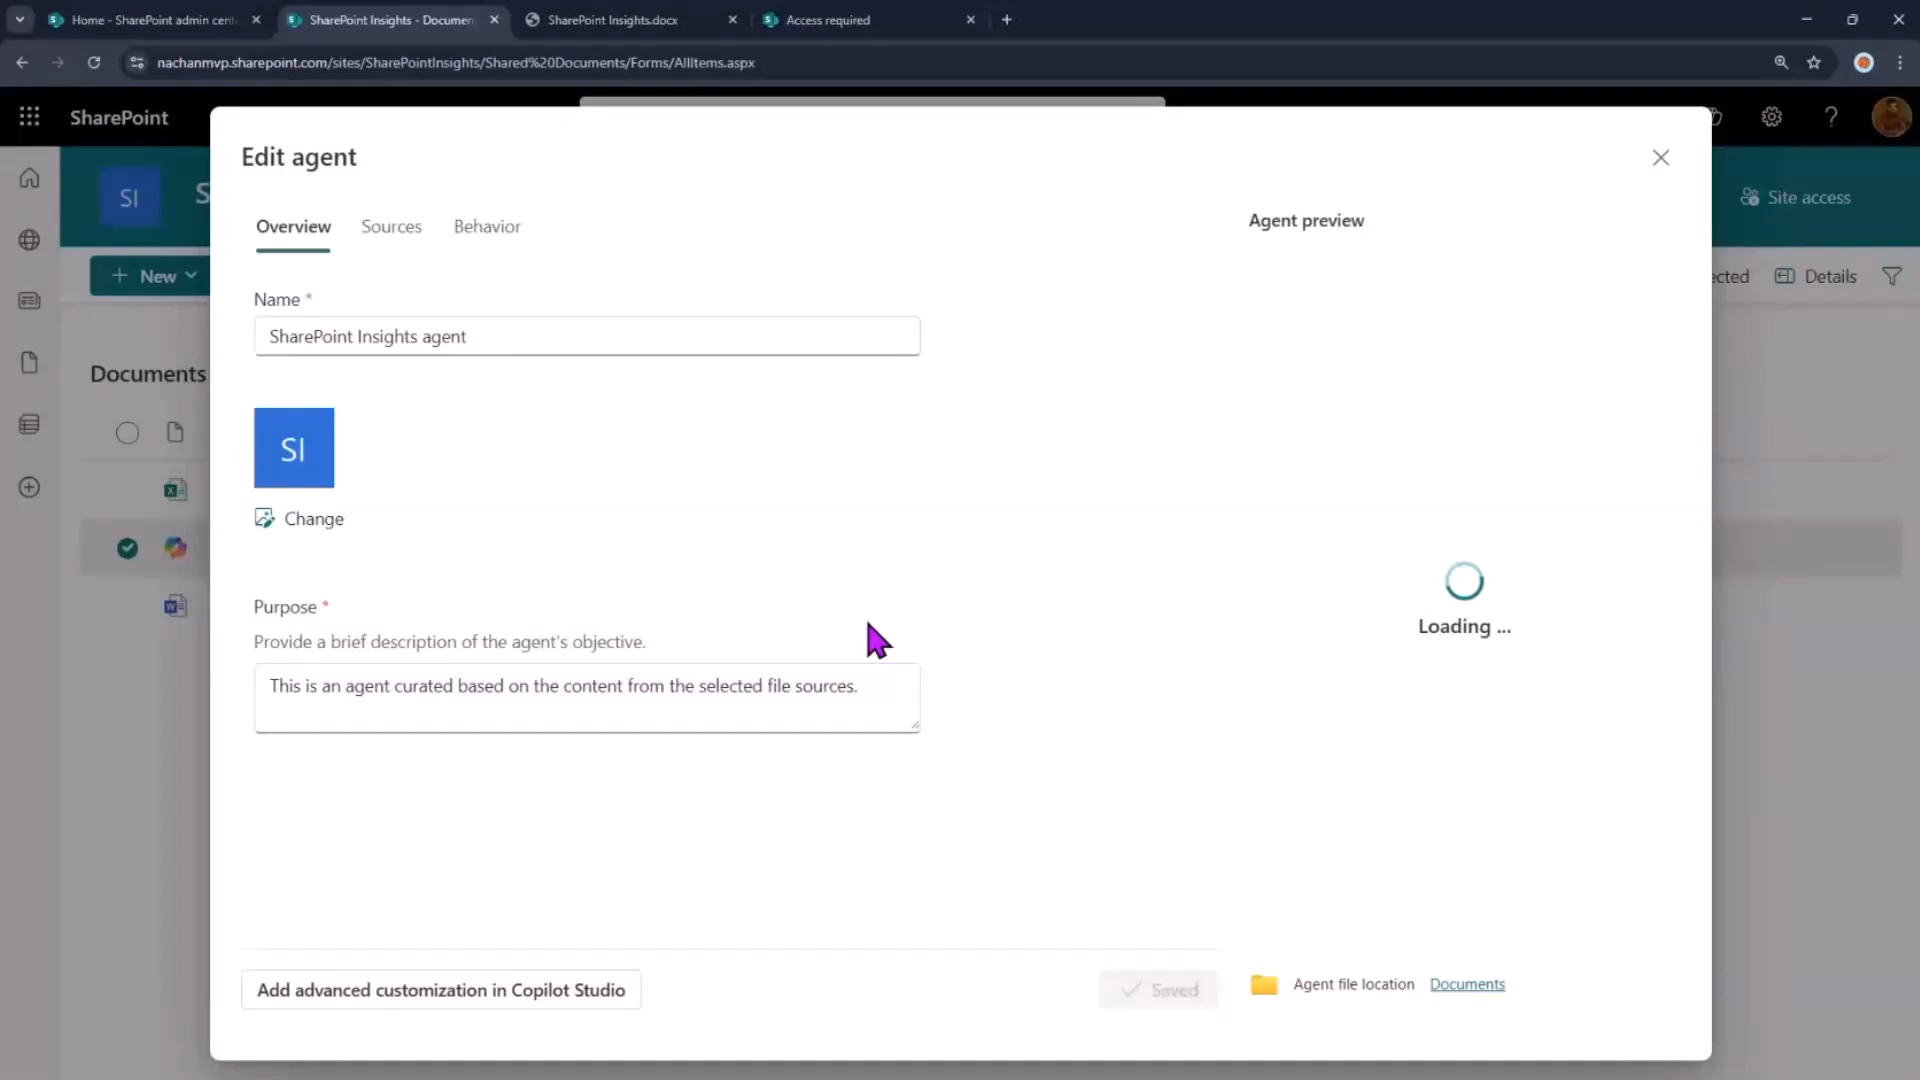 Home - SharePoint admin cent
SharePoint Insights - Documen
SharePoint Insights.docx
Access required
nachanmvp.sharepoint.com/sites/SharePointInsights/Shared%20Documents/Forms/AllItems.aspx
SharePoint
SI
S
Site access
New
ected
Details
Documents
Edit agent
Overview
Sources
Behavior
Agent preview
Name *
SharePoint Insights agent
SI
Change
Purpose *
Provide a brief description of the agent's objective.
This is an agent curated based on the content from the selected file sources.
Loading ...
Add advanced customization in Copilot Studio
Saved
Agent file location
Documents